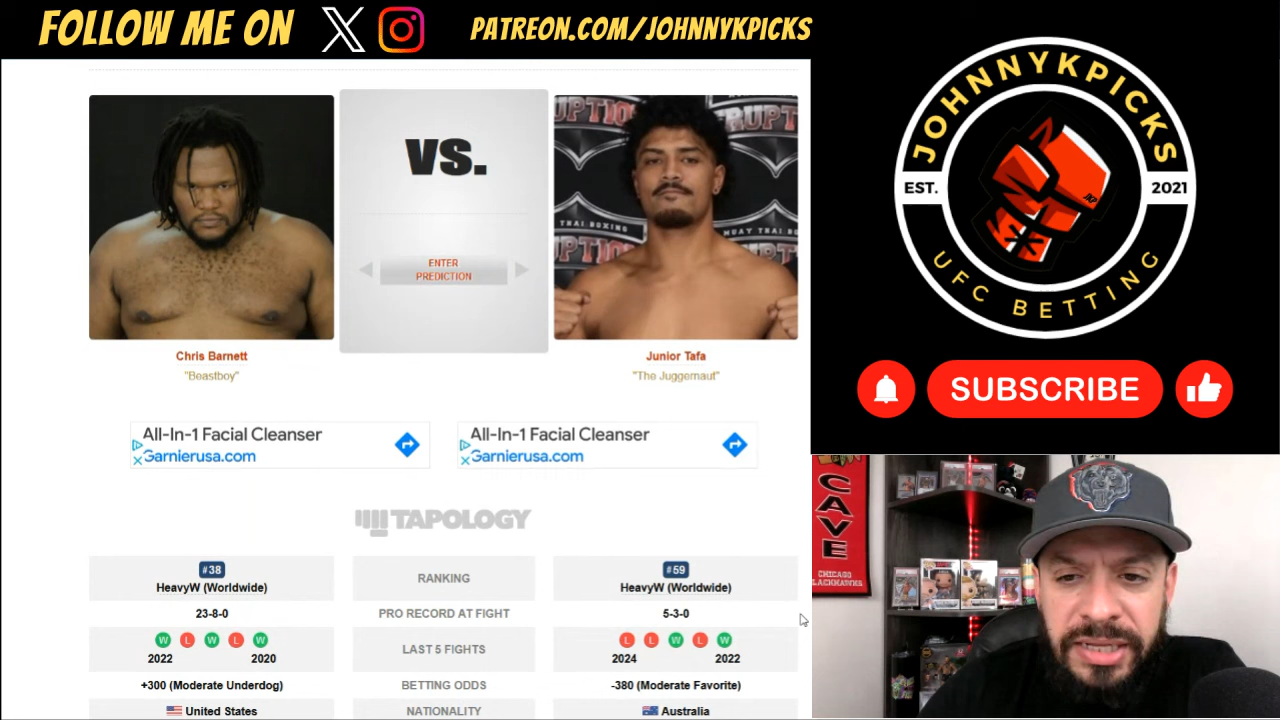 FOLLOW ME ON
PATREON.COM/JOHNNYKPICKS
VS.
ENTER
PREDICTION
Chris Barnett
"Beastboy"
Junior Tafa
"The Juggernaut"
All-In-1 Facial Cleanser
Garnierusa.com
All-In-1 Facial Cleanser
Garnierusa.com
TAPOLOGY
#38
HeavyW (Worldwide)
RANKING
#59
HeavyW (Worldwide)
23-8-0
PRO RECORD AT FIGHT
5-3-0
W L W L W
2022 2020
LAST 5 FIGHTS
L L W L W
2024 2022
+300 (Moderate Underdog)
BETTING ODDS
-380 (Moderate Favorite)
United States
NATIONALITY
Australia
JOHNNYKPICKS
EST.
2021
JKP
UFC BETTING
SUBSCRIBE
CAVE
CHICAGO
BLACKHAWKS